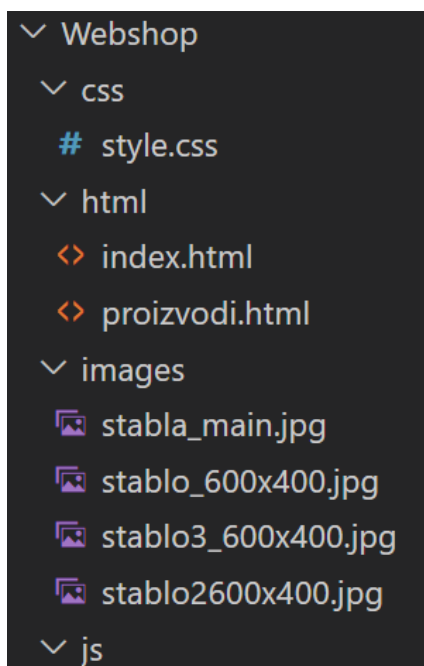 Webshop
css
# style.css
html
<> index.html
<> proizvodi.html
images
stabla_main.jpg
stablo_600x400.jpg
stablo3_600x400.jpg
stablo2600x400.jpg
js